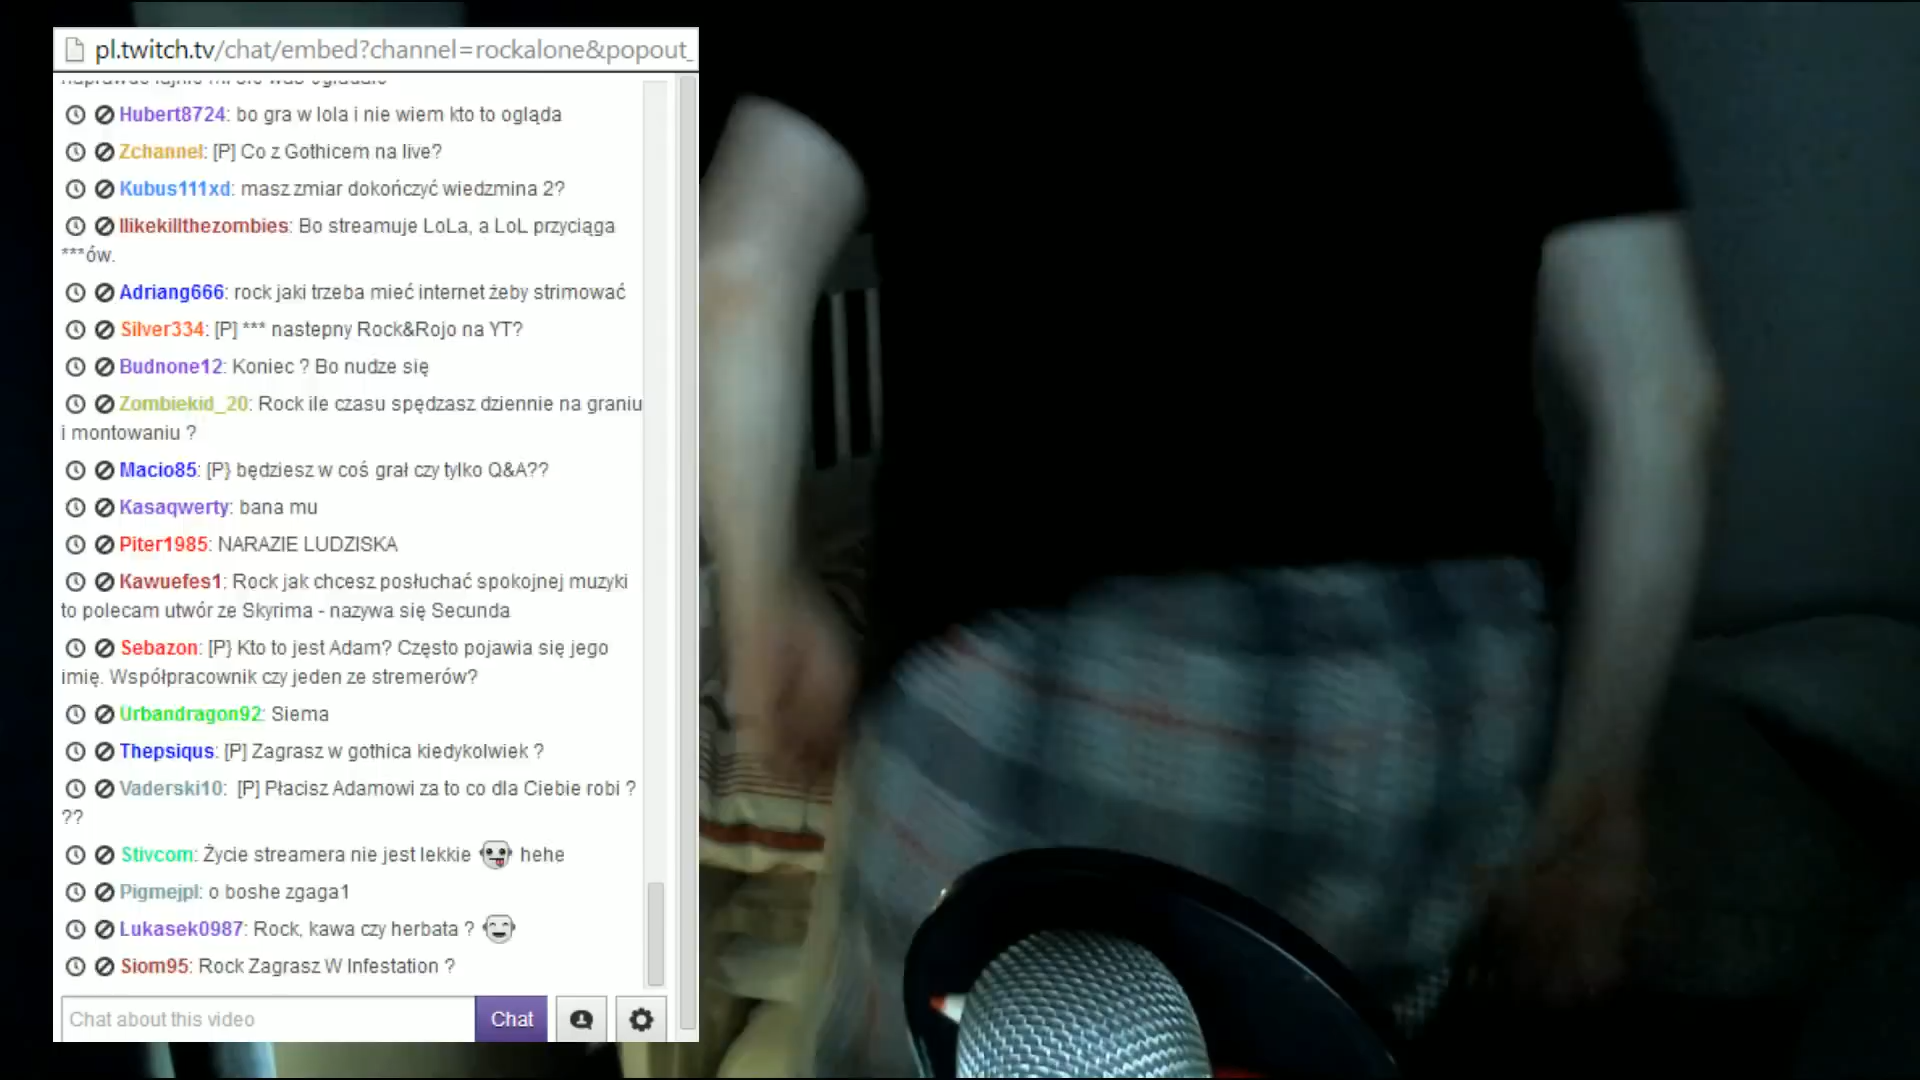 pl.twitch.tv/chat/embed?channel=rockalone&popout_
Hubert8724: bo gra w lola i nie wiem kto to ogląda
Zchannel: [P] Co z Gothicem na live?
Kubus111xd: masz zmiar dokończyć wiedzmina 2?
Ilikekillthezombies: Bo streamuje LoLa, a LoL przyciąga
***ów.
Adriang666: rock jaki trzeba mieć internet żeby strimować
Silver334: [P] *** nastepny Rock&Rojo na YT?
Budnone12: Koniec ? Bo nudze się
Zombiekid_20: Rock ile czasu spędzasz dziennie na graniu
i montowaniu ?
Macio85: [P} będziesz w coś grał czy tylko Q&A??
Kasaqwerty: bana mu
Piter1985: NARAZIE LUDZISKA
Kawuefes1: Rock jak chcesz posłuchać spokojnej muzyki
to polecam utwór ze Skyrima - nazywa się Secunda
Sebazon: [P} Kto to jest Adam? Często pojawia się jego
imię. Współpracownik czy jeden ze stremerów?
Urbandragon92: Siema
Thepsiqus: [P] Zagrasz w gothica kiedykolwiek ?
Vaderski10: [P] Płacisz Adamowi za to co dla Ciebie robi ?
??
Stivcom: Życie streamera nie jest lekkie hehe
Pigmejpl: o boshe zgaga1
Lukasek0987: Rock, kawa czy herbata ?
Siom95: Rock Zagrasz W Infestation ?
Chat about this video
Chat